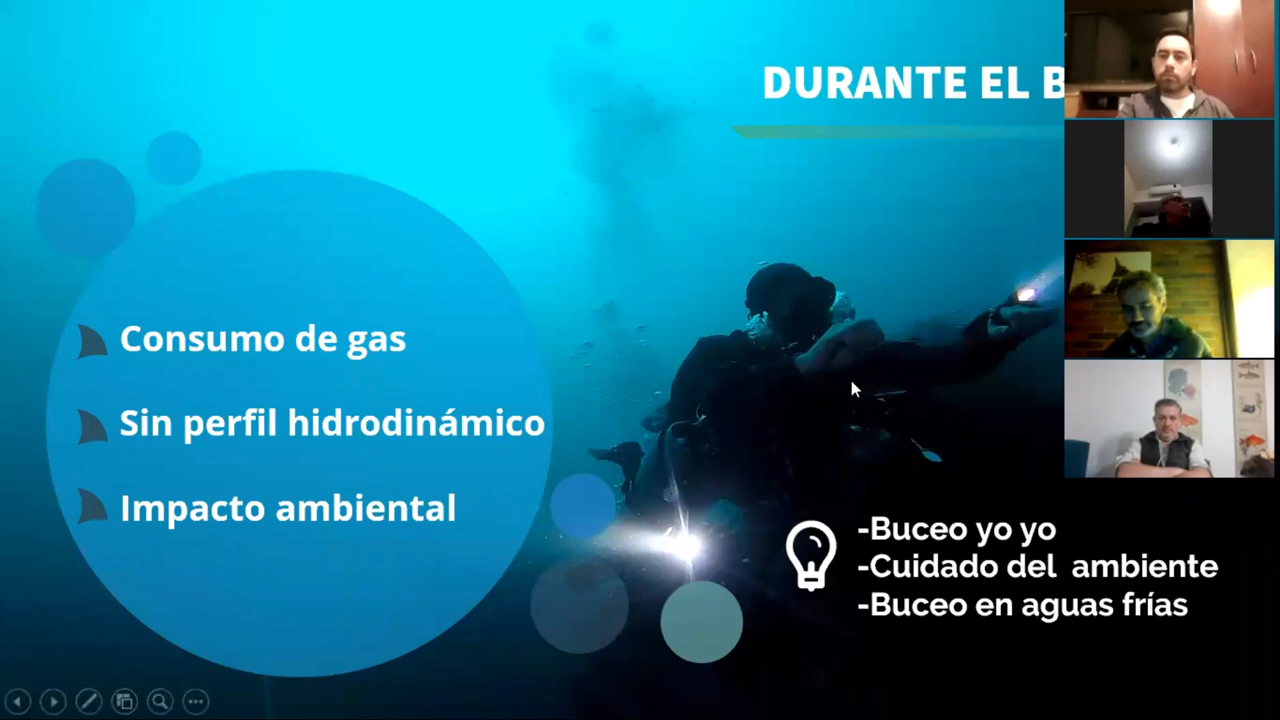 DURANTE EL B
Consumo de gas
Sin perfil hidrodinámico
Impacto ambiental
-Buceo yo yo
-Cuidado del ambiente
-Buceo en aguas frías